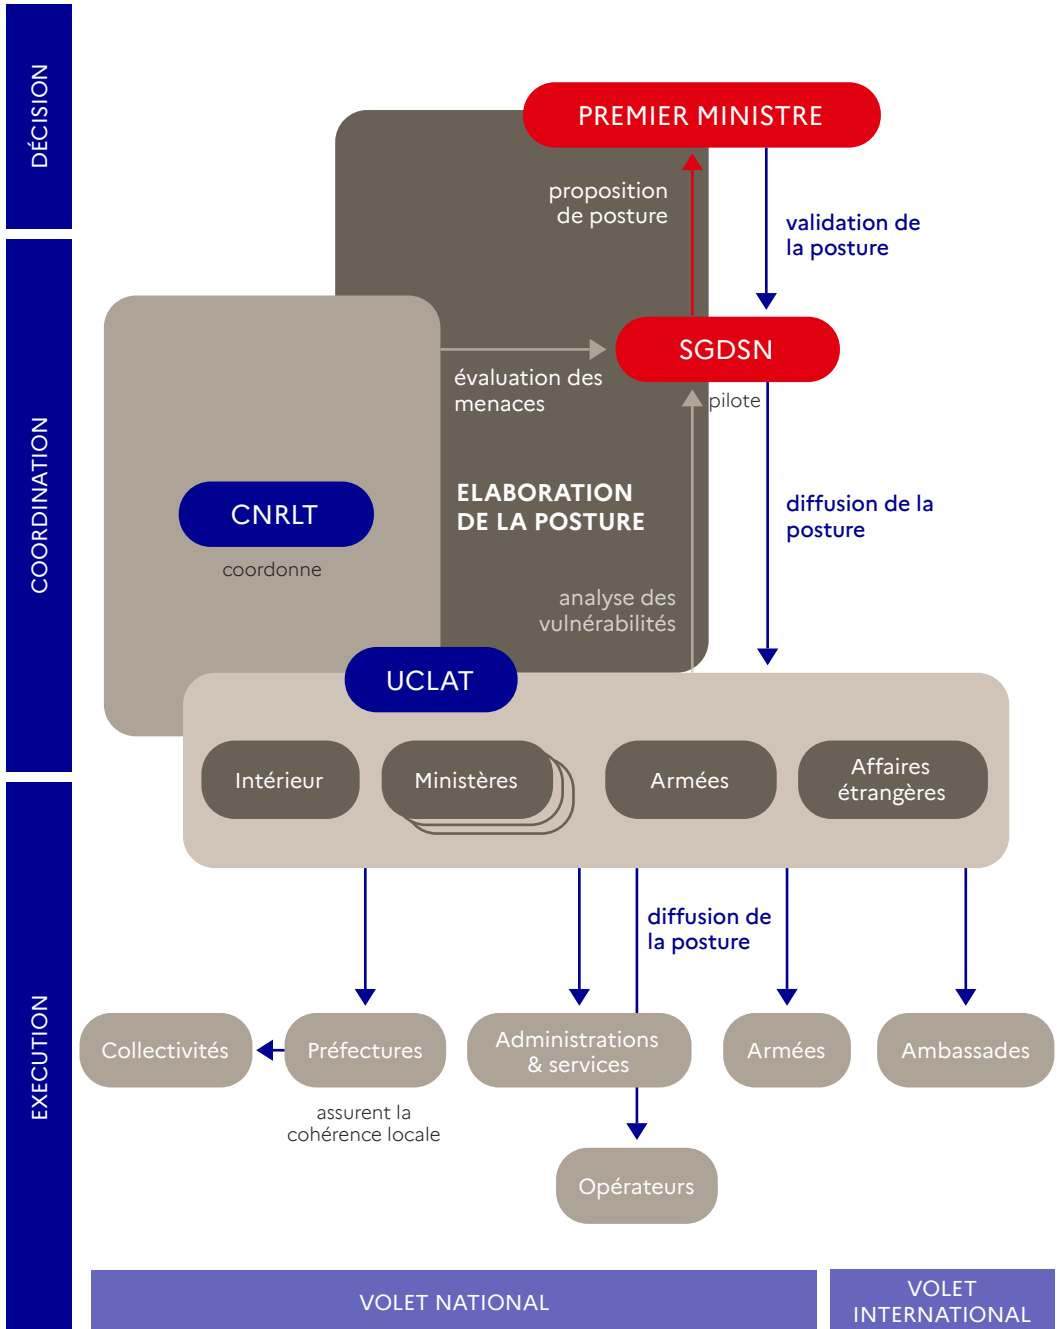 DÉCISION
PREMIER MINISTRE
proposition
de posture
validation de
la posture
COORDINATION
SGDSN
pilote
évaluation des
menaces
CNRLT
coordonne
ELABORATION
DE LA POSTURE
diffusion de la
posture
analyse des
vulnérabilités
UCLAT
Intérieur
Ministères
Armées
Affaires
étrangères
EXECUTION
diffusion de
la posture
Collectivités
Préfectures
assurent la
cohérence locale
Administrations
& services
Armées
Ambassades
Opérateurs
VOLET NATIONAL
VOLET
INTERNATIONAL